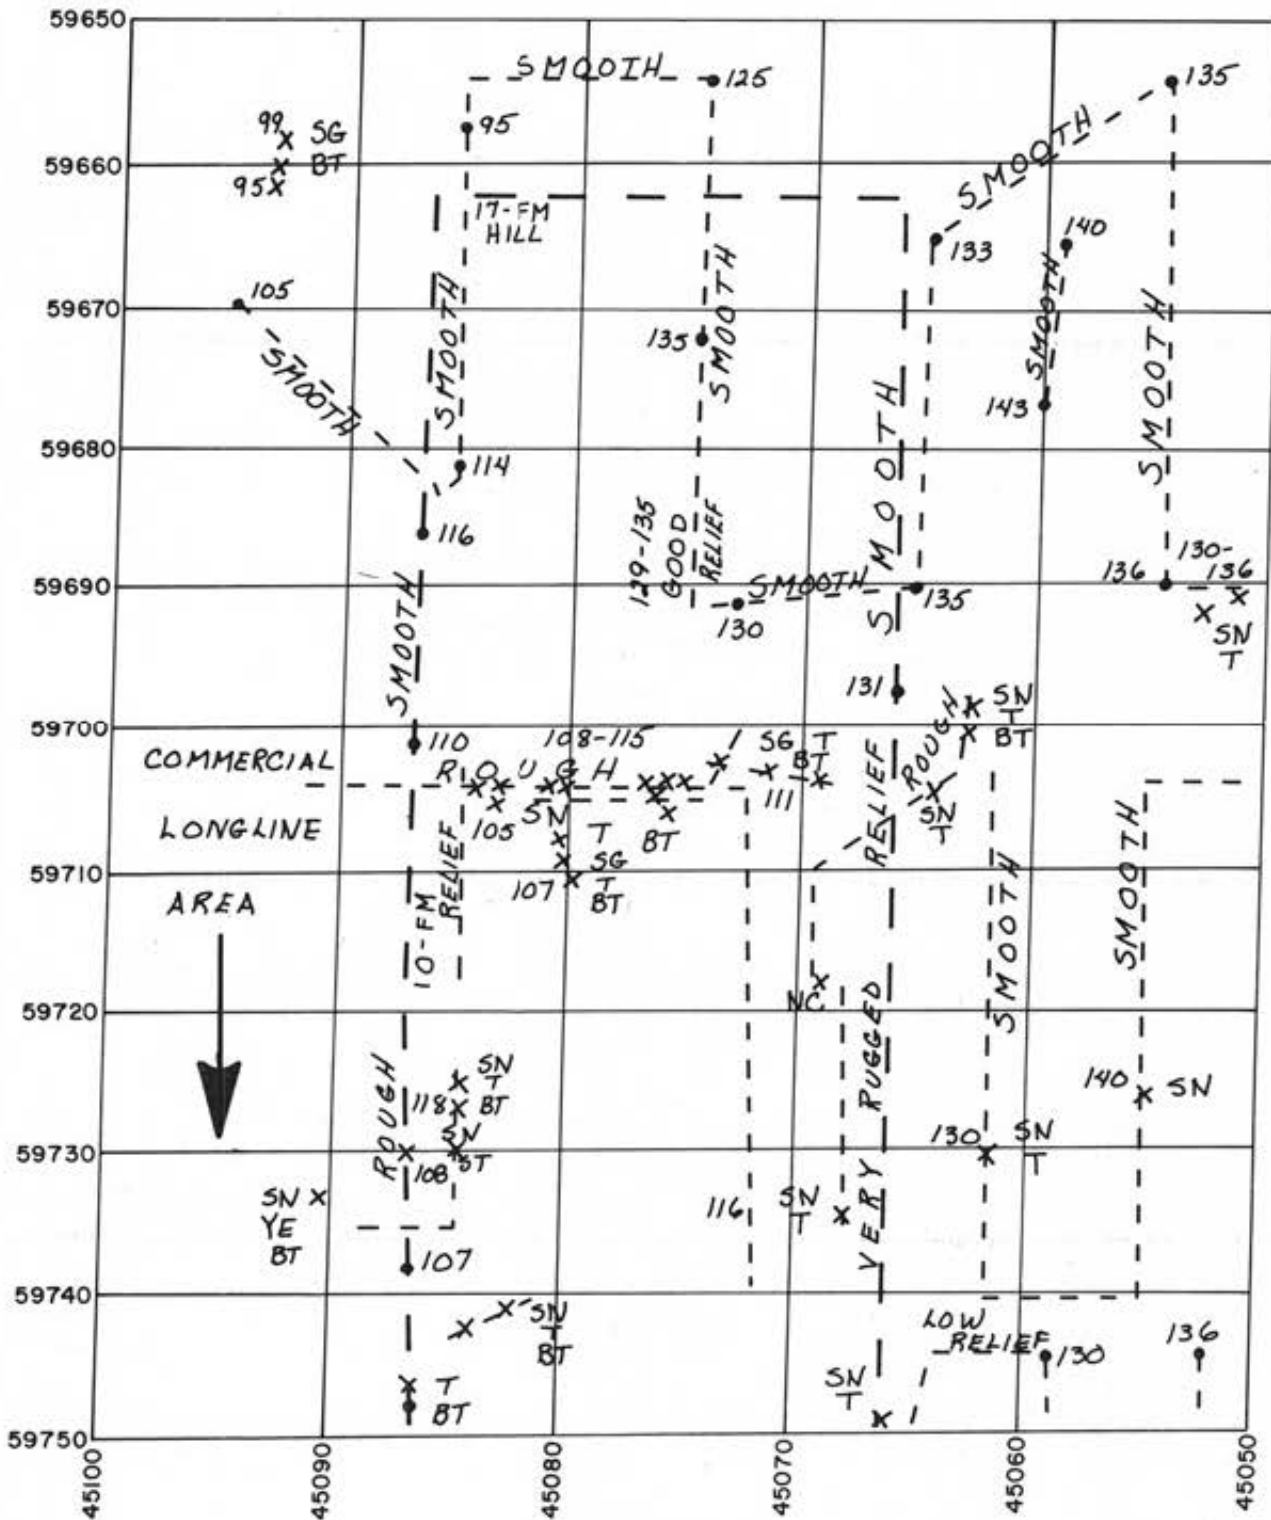 59650
SMOOTH
125
135
95
99 SG
BT
95
59660
SMOOTH
17-FM
HILL
133
140
105
59670
SMOOTH
SMOOTH
135
SMOOTH
SMOOTH
143
SMOOTH
SMOOTH
59680
114
116
129-135
GOOD
RELIEF
130-
136
136
59690
SMOOTH
130
135
SN
T
SMOOTH
131
ROUGH
SN
T
BT
59700
110
108-115
SG T
BT
COMMERCIAL
ROUGH
111
105
SN
T
BT
SN
T
LONGLINE
SG
T
BT
107
59710
AREA
10-FM
RELIEF
SMOOTH
SMOOTH
NC
59720
VERY RUGGED RELIEF
ROUGH
SN
T
BT
118
140
SN
SN
ST
108
130
SN
T
59730
SN
YE
BT
116
SN
T
107
59740
SN
T
BT
LOW
RELIEF
130
136
T
BT
SN
T
59750
45100
45090
45080
45070
45060
45050